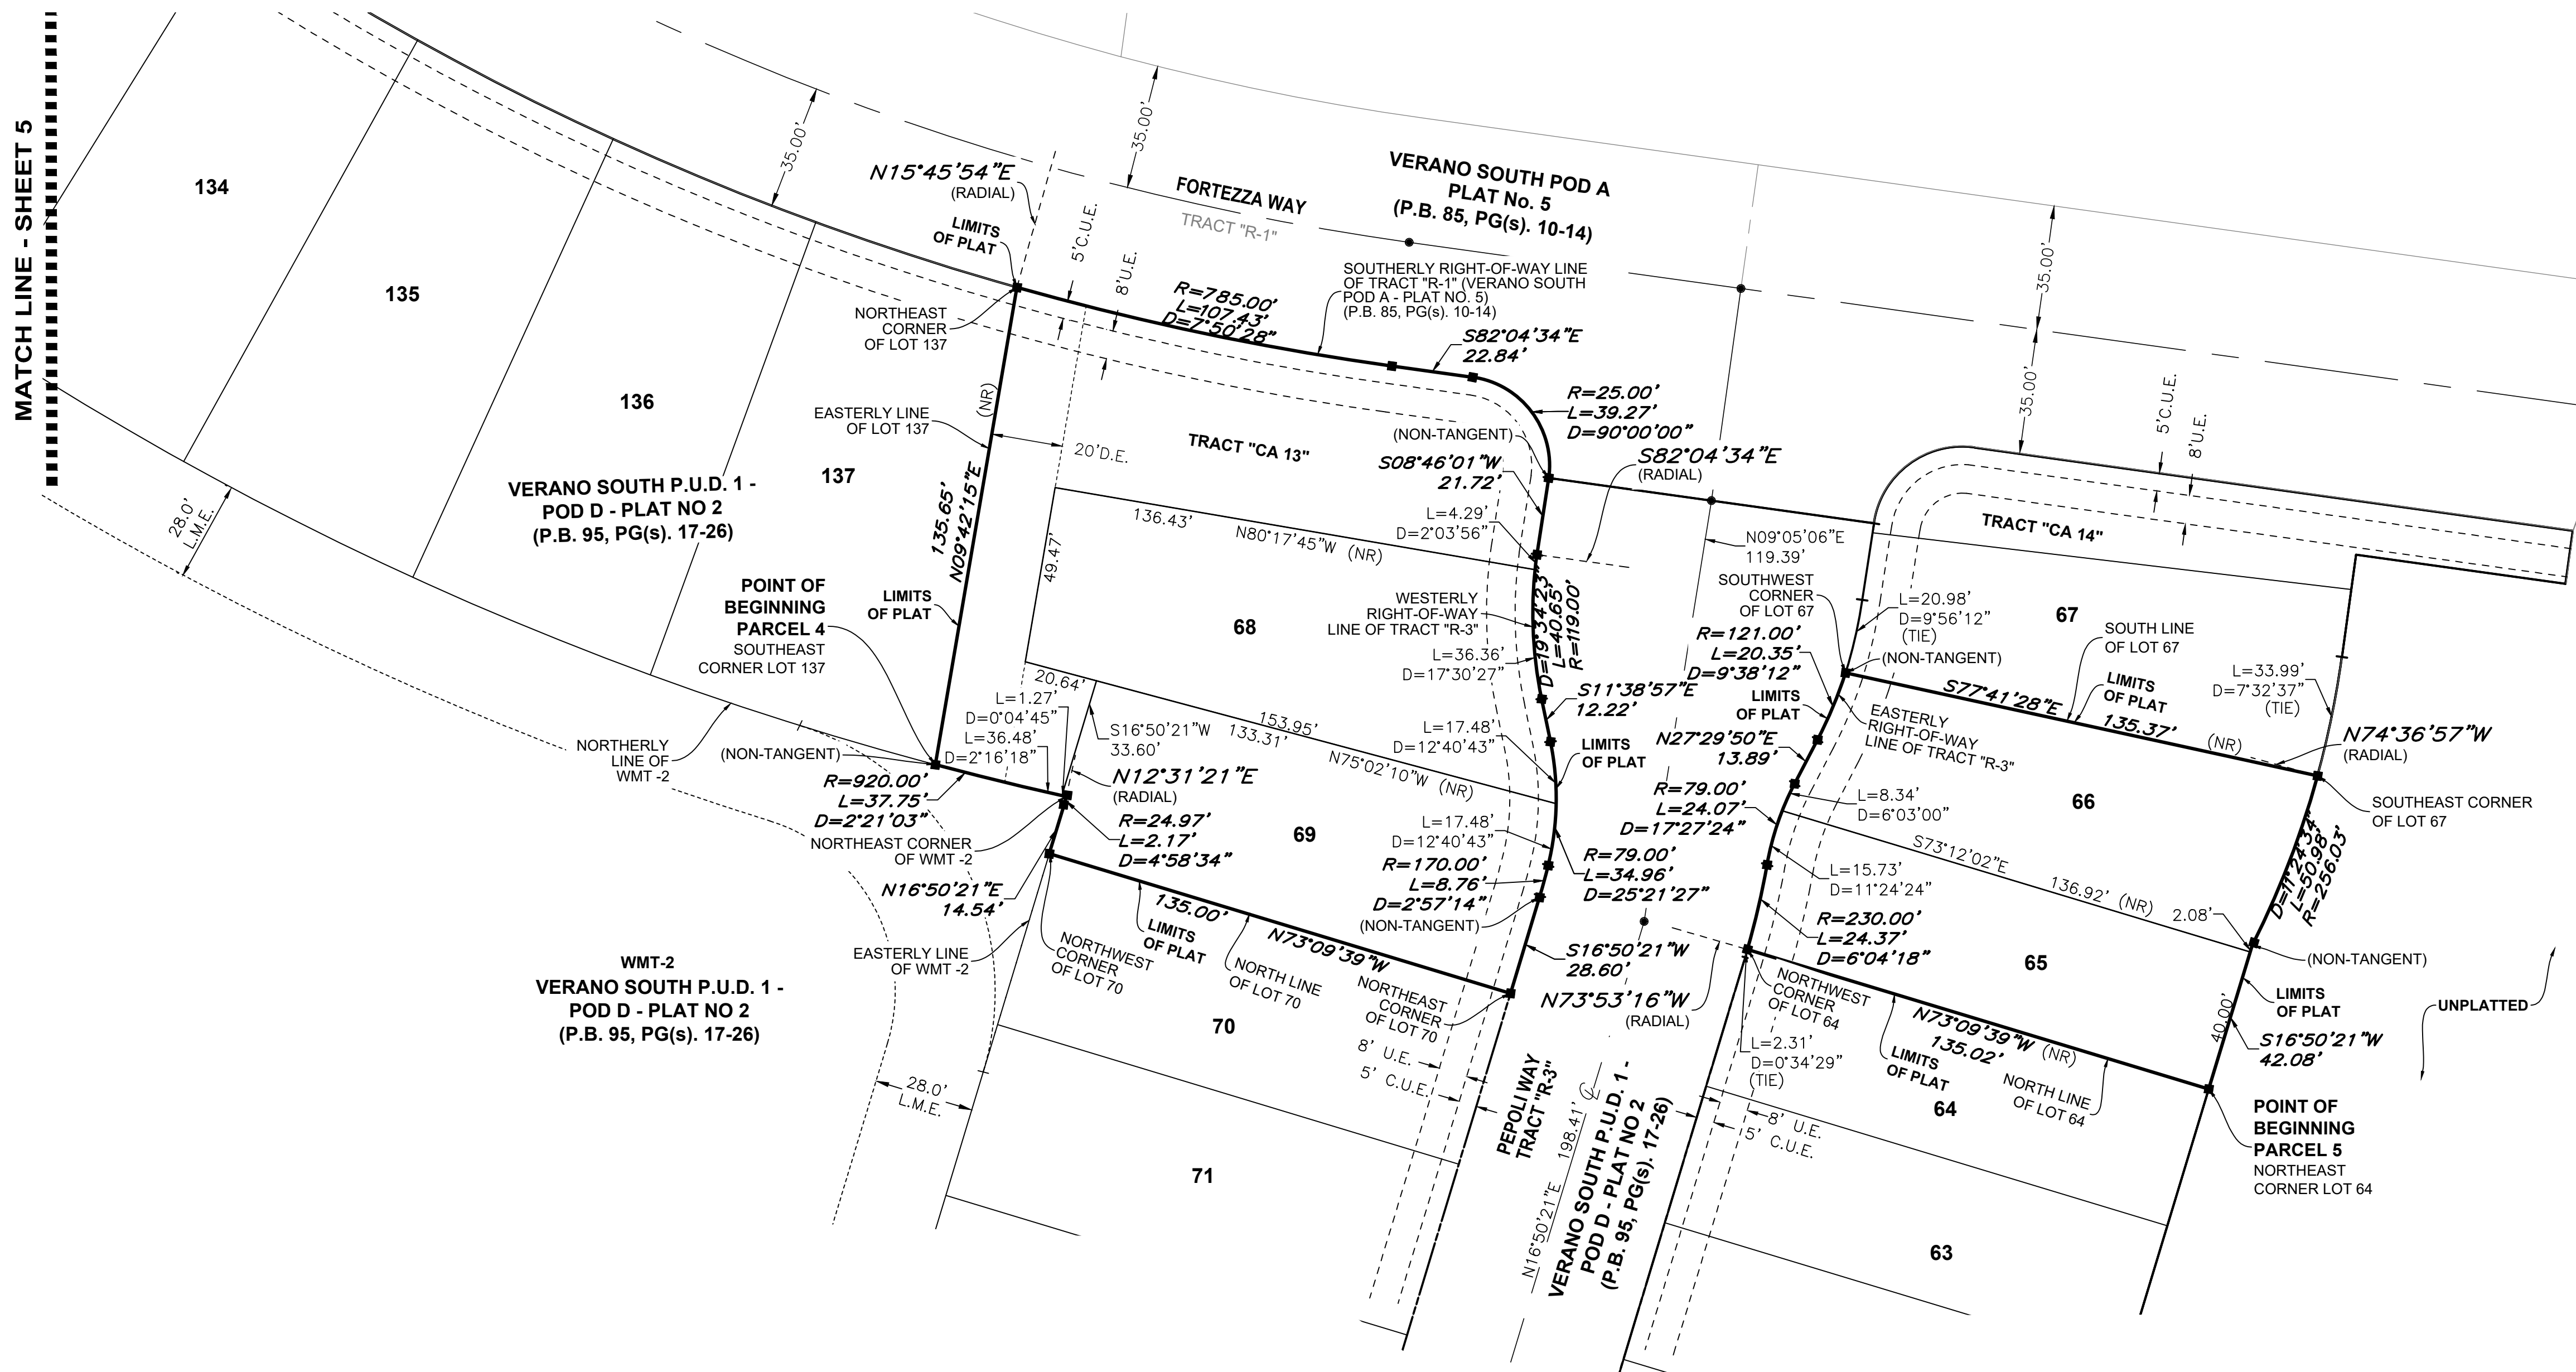 MATCH LINE - SHEET 5
134
135
136
137
28.0'
L.M.E.
35.00'
35.00'
N15°45'54"E
(RADIAL)
LIMITS
OF PLAT
5'C.U.E.
8'U.E.
FORTEZZA WAY
TRACT "R-1"
VERANO SOUTH POD A
PLAT No. 5
(P.B. 85, PG(s). 10-14)
NORTHEAST
CORNER
OF LOT 137
R=785.00'
L=107.43'
D=7°50'28"
SOUTHERLY RIGHT-OF-WAY LINE
OF TRACT "R-1" (VERANO SOUTH
POD A - PLAT NO. 5)
(P.B. 85, PG(s). 10-14)
S82°04'34"E
22.84'
R=25.00'
L=39.27'
D=90°00'00"
(NON-TANGENT)
S82°04'34"E
(RADIAL)
S08°46'01"W
21.72'
EASTERLY LINE
OF LOT 137
(NR)
20'D.E.
TRACT "CA 13"
135.65'
N09°42'15"E
VERANO SOUTH P.U.D. 1 -
POD D - PLAT NO 2
(P.B. 95, PG(s). 17-26)
136.43'
N80°17'45"W (NR)
49.47'
L=4.29'
D=2°03'56"
LIMITS
OF PLAT
POINT OF
BEGINNING
PARCEL 4
SOUTHEAST
CORNER LOT 137
68
WESTERLY
RIGHT-OF-WAY
LINE OF TRACT "R-3"
D=19°34'23"
L=40.65'
R=119.00'
L=36.36'
D=17°30'27"
S11°38'57"E
12.22'
20.64'
L=1.27'
D=0°04'45"
L=36.48'
D=2°16'18"
S16°50'21"W
33.60'
153.95'
133.31'
N75°02'10"W (NR)
L=17.48'
D=12°40'43"
LIMITS
OF PLAT
NORTHERLY
LINE OF
WMT -2
(NON-TANGENT)
R=920.00'
L=37.75'
D=2°21'03"
N12°31'21"E
(RADIAL)
NORTHEAST CORNER
OF WMT -2
R=24.97'
L=2.17'
D=4°58'34"
69
L=17.48'
D=12°40'43"
R=170.00'
L=8.76'
D=2°57'14"
(NON-TANGENT)
R=79.00'
L=34.96'
D=25°21'27"
N16°50'21"E
14.54'
EASTERLY LINE
OF WMT -2
135.00'
LIMITS
OF PLAT
N73°09'39"W
NORTHWEST
CORNER
OF LOT 70
NORTH LINE
OF LOT 70
NORTHEAST
CORNER
OF LOT 70
S16°50'21"W
28.60'
WMT-2
VERANO SOUTH P.U.D. 1 -
POD D - PLAT NO 2
(P.B. 95, PG(s). 17-26)
28.0'
L.M.E.
70
71
8' U.E.
5' C.U.E.
PEPOLI WAY
TRACT "R-3"
N16°50'21"E 198.41' ℄
VERANO SOUTH P.U.D. 1 -
POD D - PLAT NO 2
(P.B. 95, PG(s). 17-26)
N73°53'16"W
(RADIAL)
35.00'
35.00'
5'C.U.E.
8'U.E.
TRACT "CA 14"
N09°05'06"E
119.39'
SOUTHWEST
CORNER
OF LOT 67
L=20.98'
D=9°56'12"
(TIE)
67
SOUTH LINE
OF LOT 67
R=121.00'
L=20.35'
D=9°38'12"
(NON-TANGENT)
LIMITS
OF PLAT
EASTERLY
RIGHT-OF-WAY
LINE OF TRACT "R-3"
S77°41'28"E
LIMITS
OF PLAT
135.37'
(NR)
L=33.99'
D=7°32'37"
(TIE)
N74°36'57"W
(RADIAL)
N27°29'50"E
13.89'
R=79.00'
L=24.07'
D=17°27'24"
L=8.34'
D=6°03'00"
66
SOUTHEAST CORNER
OF LOT 67
S73°12'02"E
136.92' (NR)
2.08'
D=11°24'34"
L=50.98'
R=256.03'
L=15.73'
D=11°24'24"
R=230.00'
L=24.37'
D=6°04'18"
65
(NON-TANGENT)
LIMITS
OF PLAT
UNPLATTED
40.00'
S16°50'21"W
42.08'
NORTHWEST
CORNER
OF LOT 64
L=2.31'
D=0°34'29"
(TIE)
N73°09'39"W (NR)
135.02'
LIMITS
OF PLAT
NORTH LINE
OF LOT 64
64
8' U.E.
5' C.U.E.
POINT OF
BEGINNING
PARCEL 5
NORTHEAST
CORNER LOT 64
63